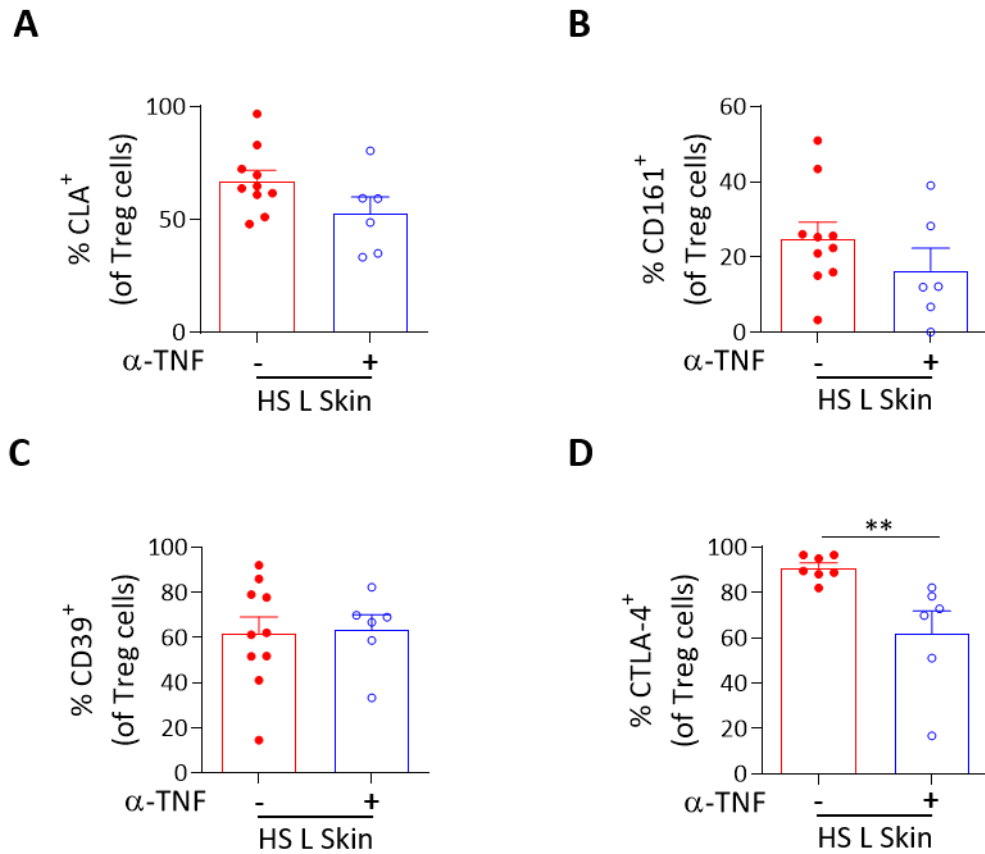 A
% CLA⁺
(of Treg cells)
100
50
0
α-TNF - +
HS L Skin
B
% CD161⁺
(of Treg cells)
60
40
20
0
α-TNF - +
HS L Skin
C
% CD39⁺
(of Treg cells)
100
80
60
40
20
0
α-TNF - +
HS L Skin
D
% CTLA-4⁺
(of Treg cells)
**
100
80
60
40
20
0
α-TNF - +
HS L Skin